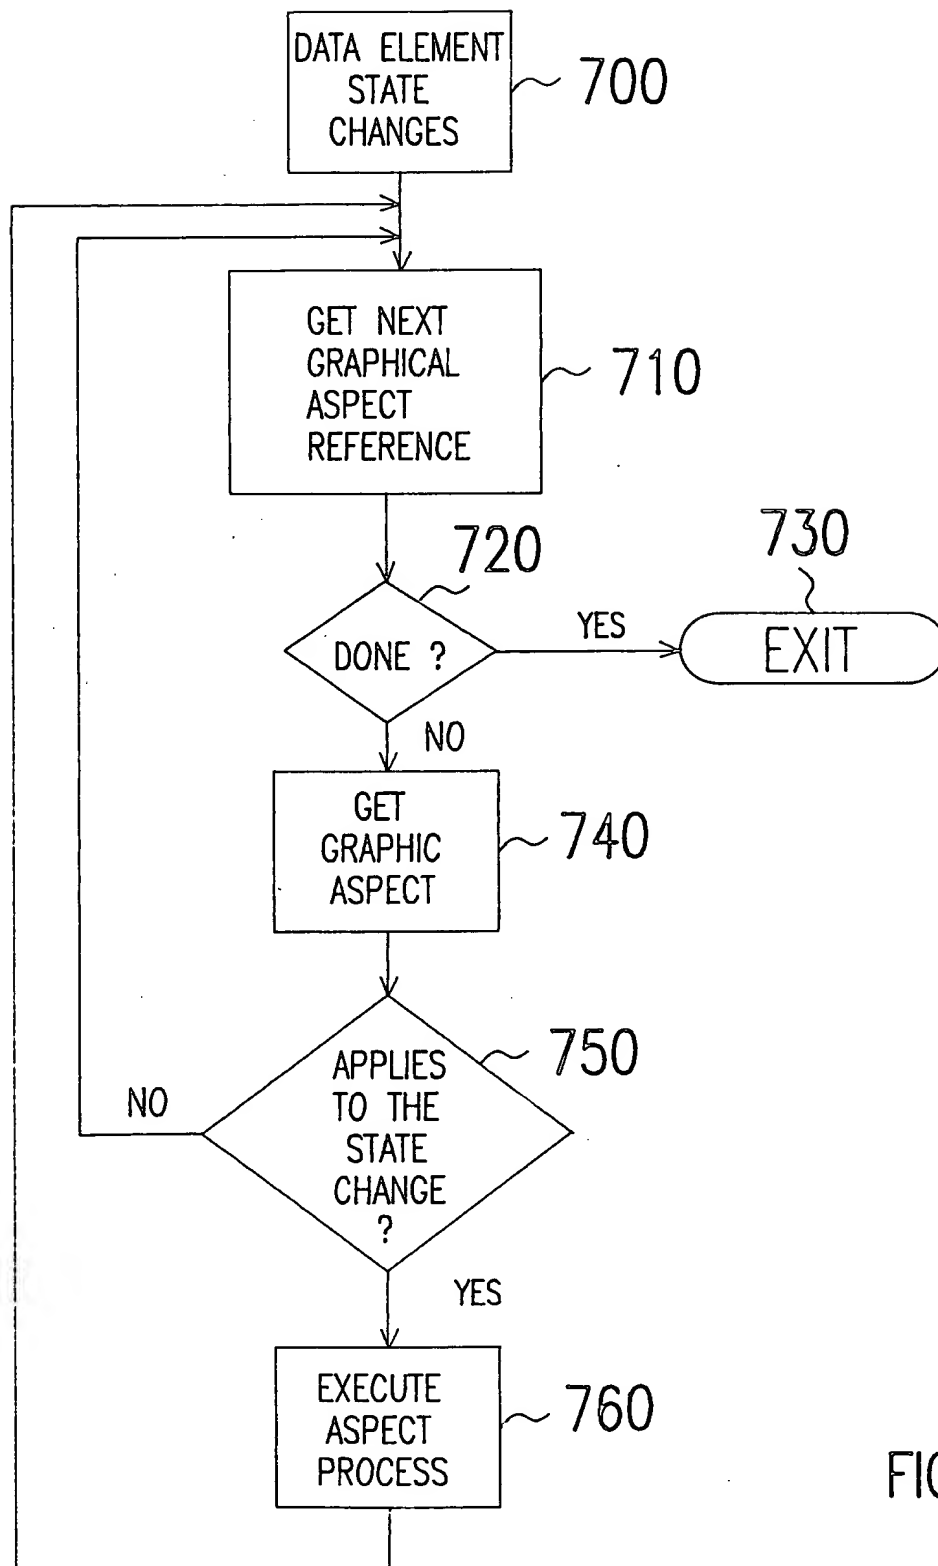 DATA ELEMENT
STATE
CHANGES
700
GET NEXT
GRAPHICAL
ASPECT
REFERENCE
710
720
730
DONE ?
YES
EXIT
NO
GET
GRAPHIC
ASPECT
740
750
APPLIES
TO THE
STATE
CHANGE
?
NO
YES
EXECUTE
ASPECT
PROCESS
760